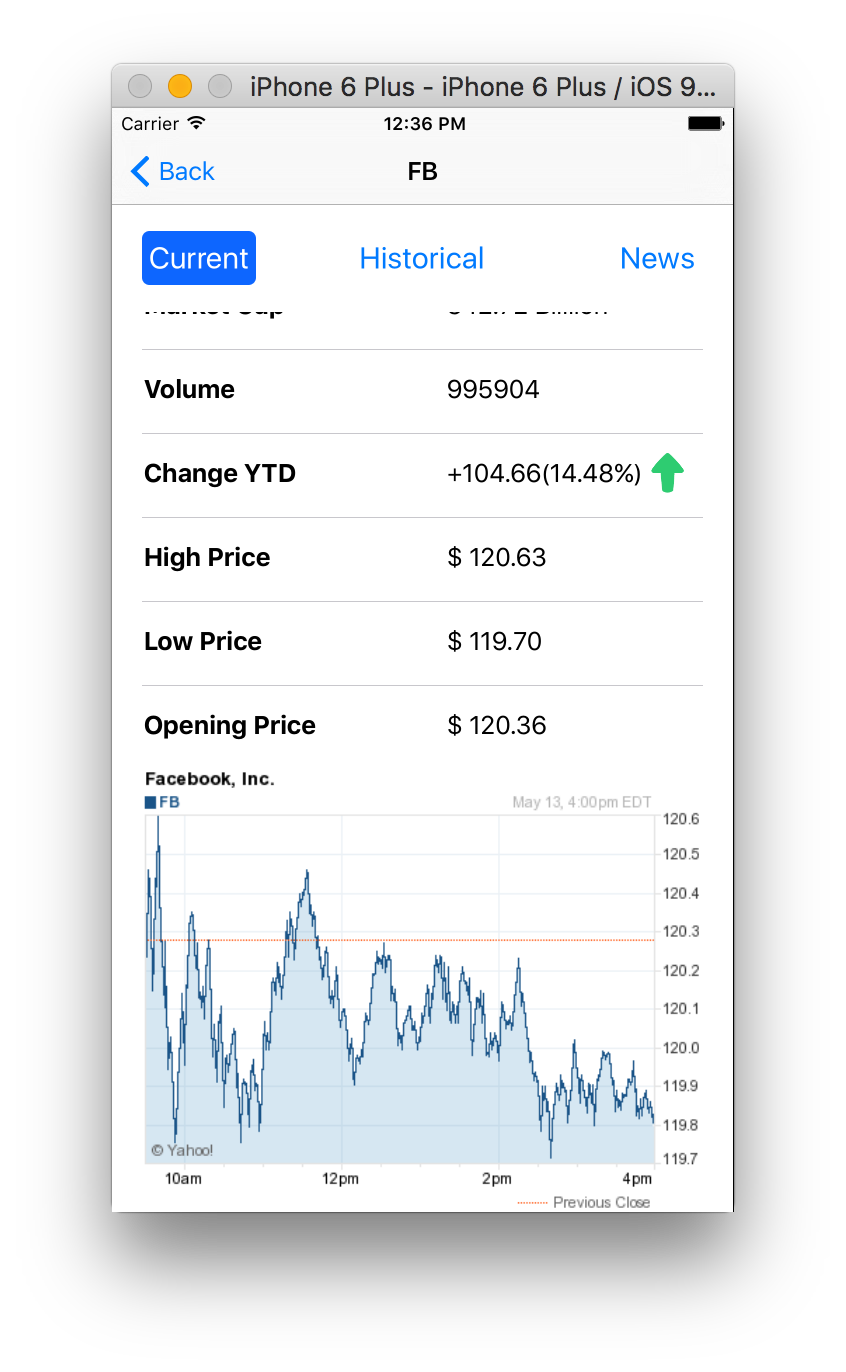 iPhone 6 Plus - iPhone 6 Plus / iOS 9...
Carrier 12:36 PM
Back FB
Current Historical News
Market Cap
Volume 995904
Change YTD +104.66(14.48%)
High Price $ 120.63
Low Price $ 119.70
Opening Price $ 120.36
Facebook, Inc.
FB May 13, 4:00pm EDT
120.6
120.5
120.4
120.3
120.2
120.1
120.0
119.9
119.8
© Yahoo!
119.7
10am 12pm 2pm 4pm
Previous Close